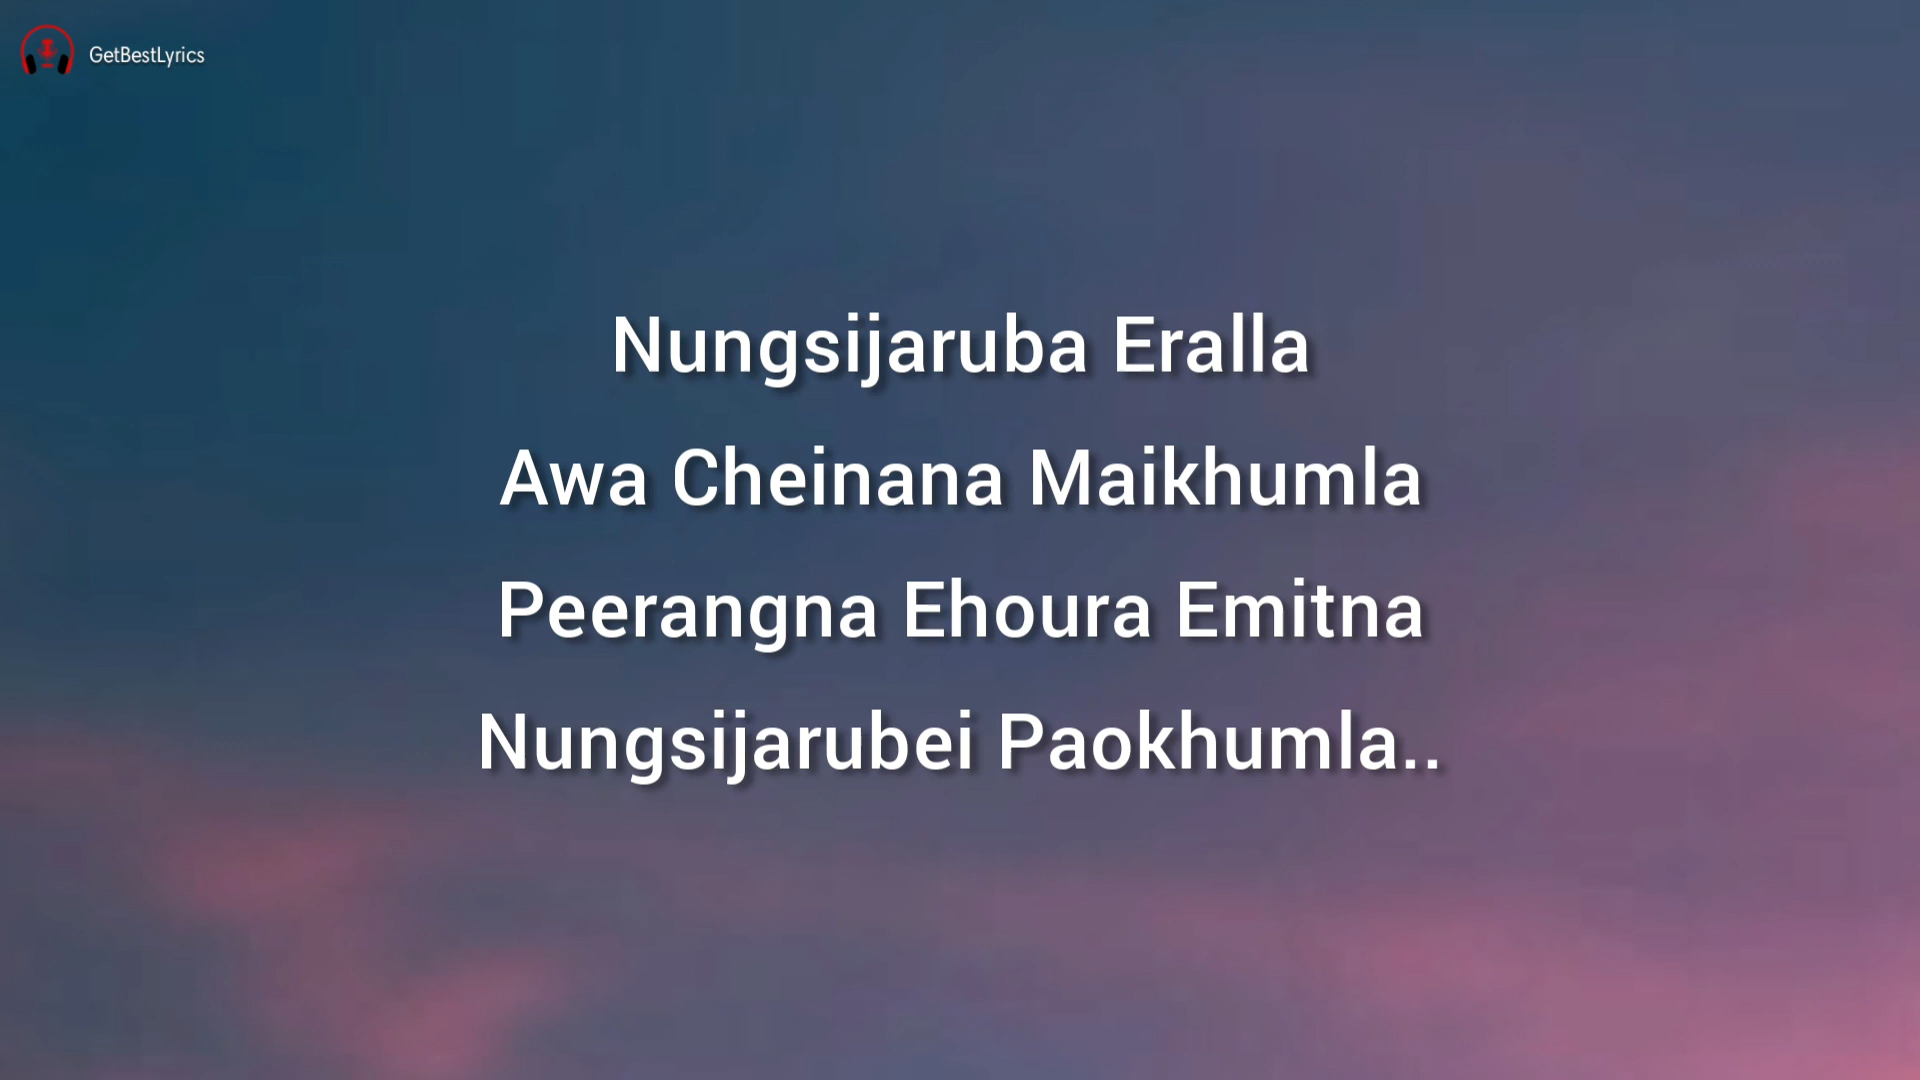 GetBestLyrics
Nungsijaruba Eralla
Awa Cheinana Maikhumla
Peerangna Ehoura Emitna
Nungsijarubei Paokhumla..